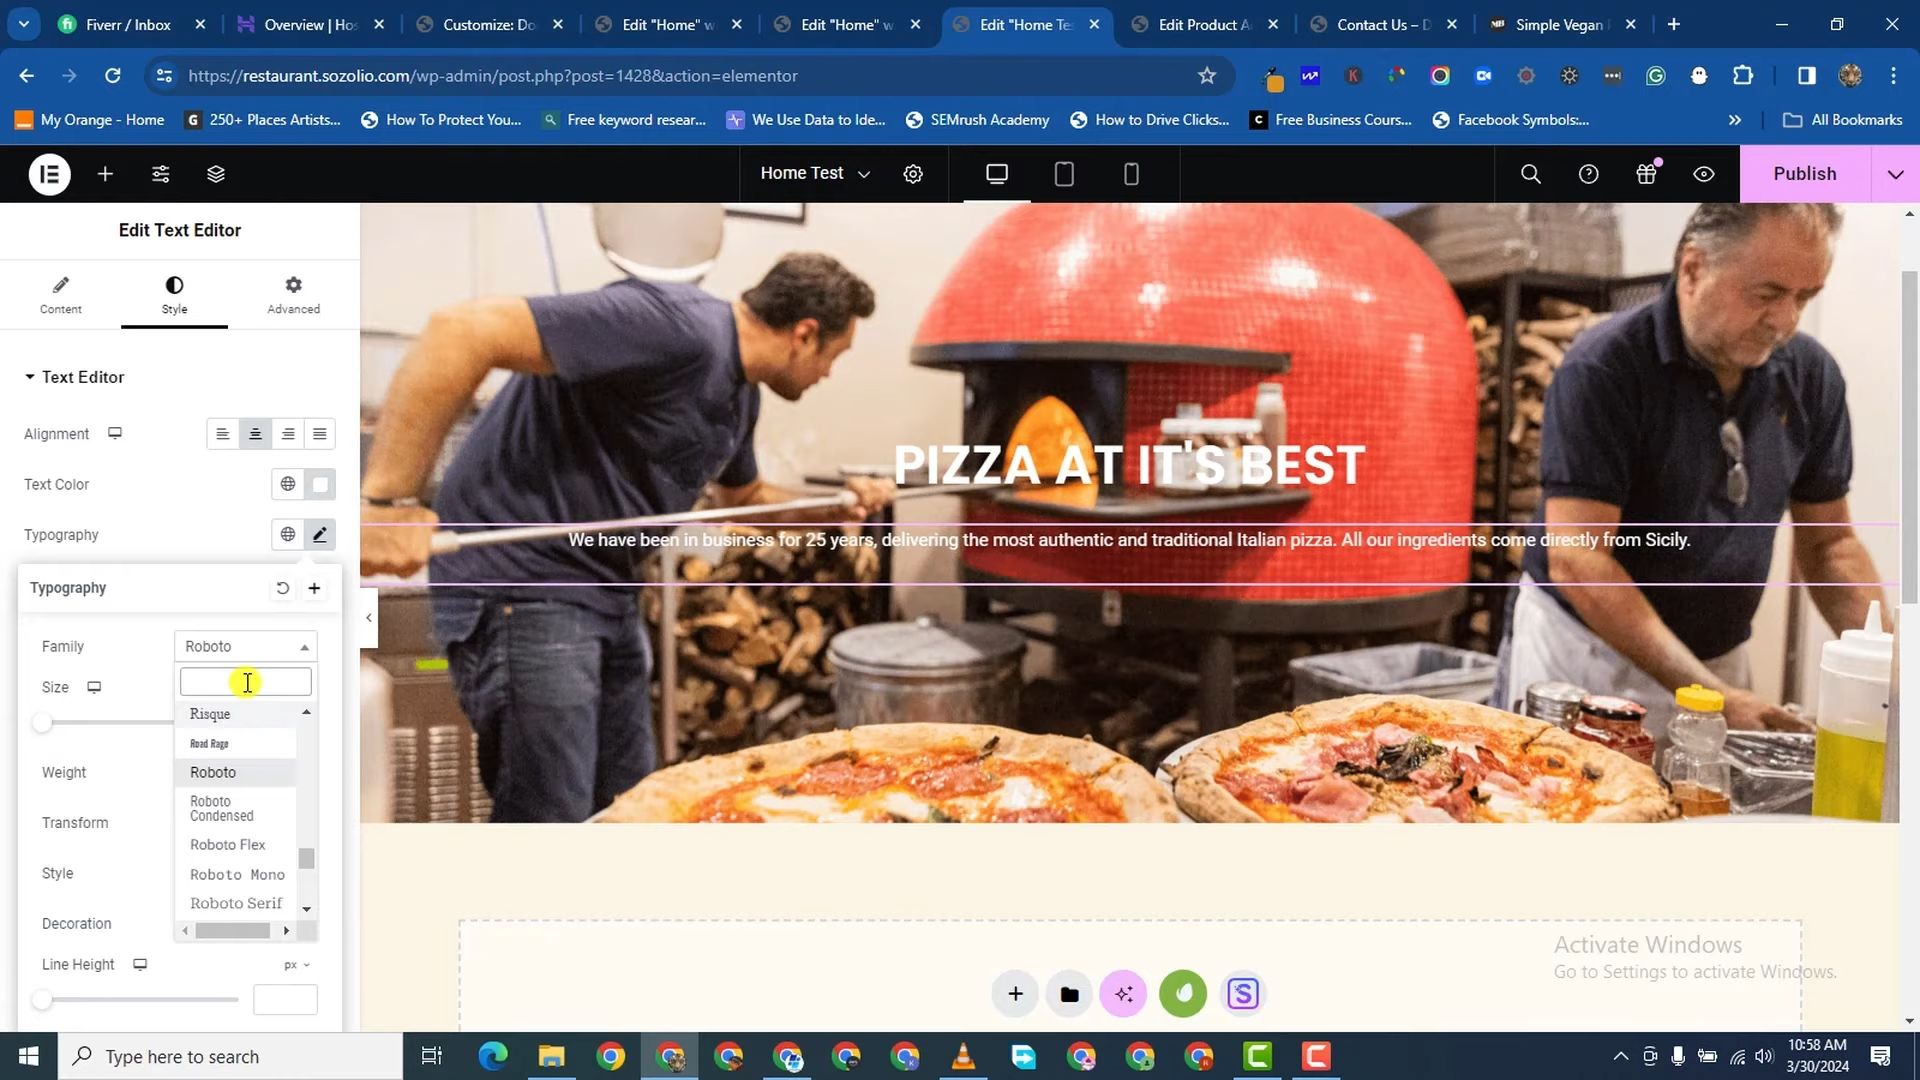 Fiverr / Inbox
Overview | Hos
Customize: Do
Edit "Home" w
Edit "Home" w
Edit "Home Tes
Edit Product A
Contact Us – D
Simple Vegan
https://restaurant.sozolio.com/wp-admin/post.php?post=1428&action=elementor
My Orange - Home
250+ Places Artists...
How To Protect You...
Free keyword resear...
We Use Data to Ide...
SEMrush Academy
How to Drive Clicks...
Free Business Cours...
Facebook Symbols:...
All Bookmarks
Home Test
Publish
Edit Text Editor
Content
Style
Advanced
Text Editor
Alignment
Text Color
Typography
Typography
Family
Roboto
Size
Risque
Road Rage
Weight
Roboto
Roboto
Condensed
Transform
Roboto Flex
Style
Roboto Mono
Roboto Serif
Decoration
Line Height
px
PIZZA AT IT'S BEST
We have been in business for 25 years, delivering the most authentic and traditional Italian pizza. All our ingredients come directly from Sicily.
Activate Windows
Go to Settings to activate Windows.
Type here to search
10:58 AM
3/30/2024